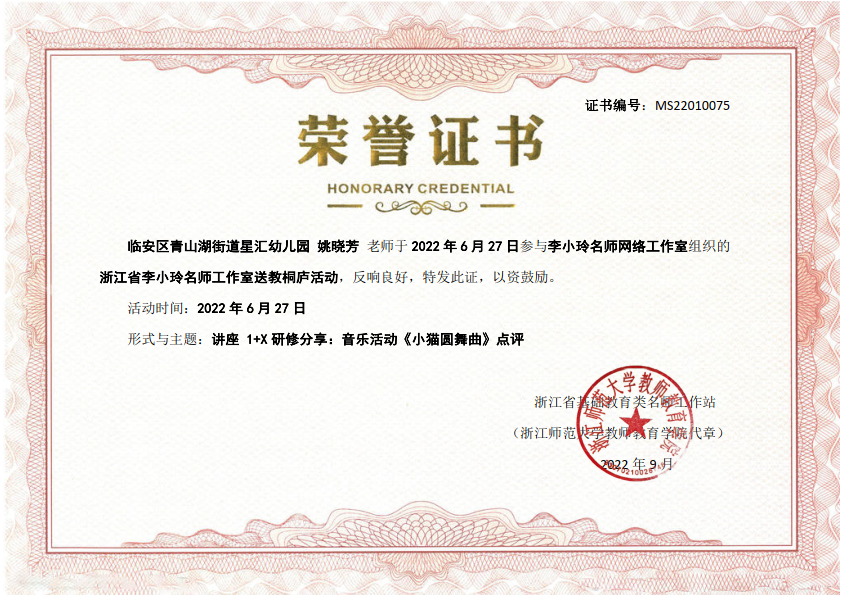 证书编号：MS22010075
荣誉证书
HONORARY CREDENTIAL
临安区青山湖街道星汇幼儿园 姚晓芳 老师于 2022 年 6 月 27 日参与李小玲名师网络工作室组织的
浙江省李小玲名师工作室送教桐庐活动，反响良好，特发此证，以资鼓励。
活动时间：2022 年 6 月 27 日
形式与主题：讲座 1+X 研修分享：音乐活动《小猫圆舞曲》点评
浙江省基础教育类名师工作站
（浙江师范大学教师教育学院代章）
2022 年 9 月
浙江师范大学教师教育学院